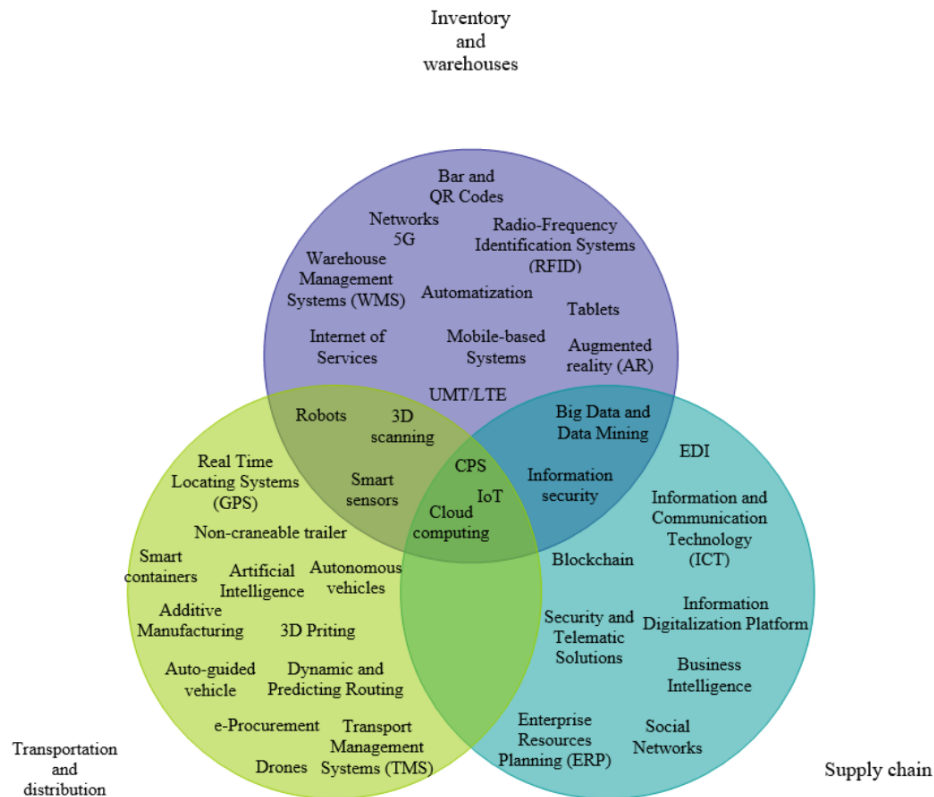 Inventory
and
warehouses
Bar and
QR Codes
Networks
5G
Radio-Frequency
Identification Systems
(RFID)
Warehouse
Management
Systems (WMS)
Automatization
Tablets
Internet of
Services
Mobile-based
Systems
Augmented
reality (AR)
UMT/LTE
Robots
3D
scanning
Big Data and
Data Mining
EDI
Real Time
Locating Systems
(GPS)
Smart
sensors
CPS
IoT
Cloud
computing
Information
security
Information and
Communication
Technology
(ICT)
Non-craneable trailer
Smart
containers
Artificial
Intelligence
Autonomous
vehicles
Blockchain
Additive
Manufacturing
3D Priting
Security and
Telematic
Solutions
Information
Digitalization Platform
Auto-guided
vehicle
Dynamic and
Predicting Routing
Business
Intelligence
e-Procurement
Transport
Management
Systems (TMS)
Drones
Enterprise
Resources
Planning (ERP)
Social
Networks
Transportation
and
distribution
Supply chain